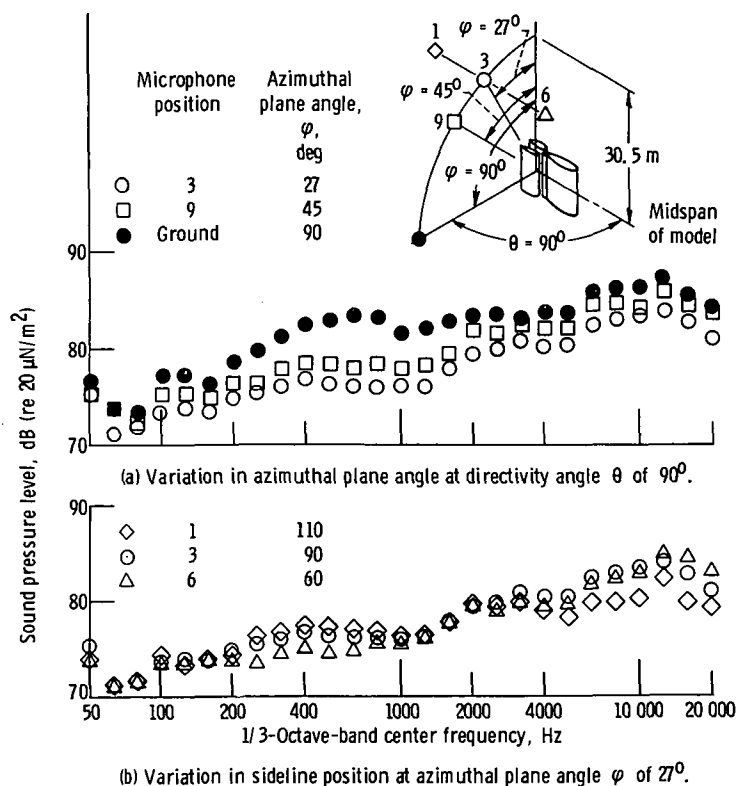 1
φ = 27°
3
φ = 45°
6
9
φ = 90°
30.5 m
θ = 90°
Midspan
of model
Microphone
position
Azimuthal
plane angle,
φ,
deg
3 27
9 45
Ground 90
90
80
70
(a) Variation in azimuthal plane angle at directivity angle θ of 90°.
Sound pressure level, dB (re 20 μN/m²)
90
80
70
1 110
3 90
6 60
50 100 200 400 1000 2000 4000 10 000 20 000
1/3-Octave-band center frequency, Hz
(b) Variation in sideline position at azimuthal plane angle φ of 27°.